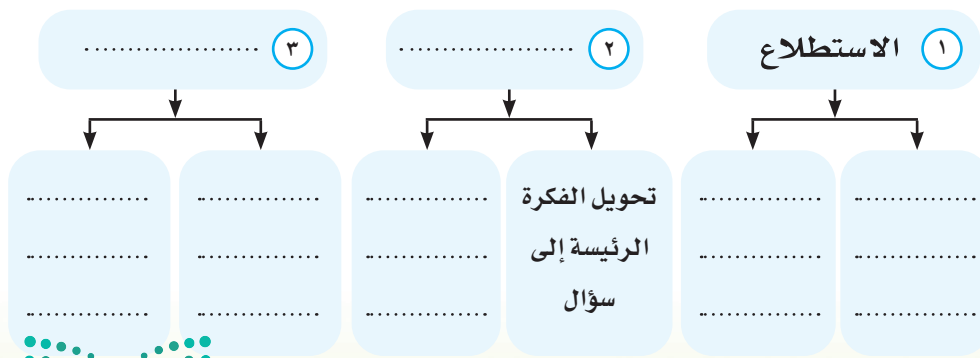 ١ الاستطلاع
٢ ....................
٣ ....................
تحويل الفكرة
الرئيسة إلى
سؤال